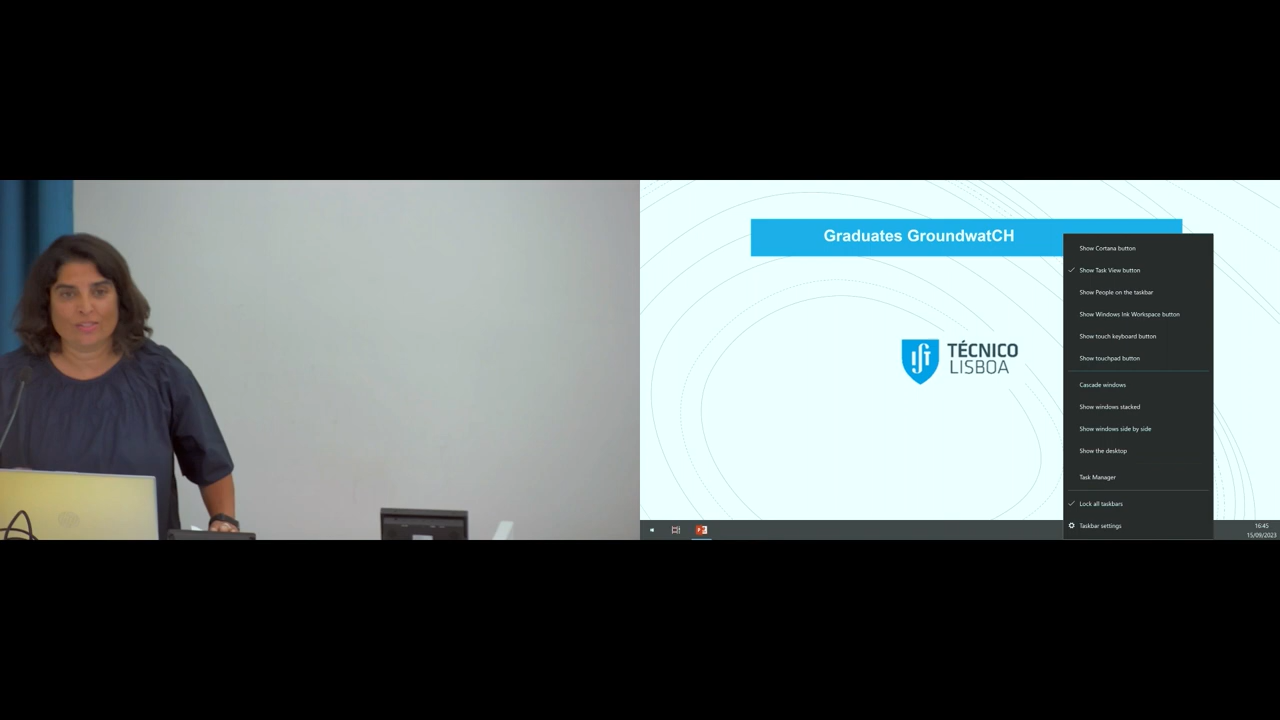 Graduates GroundwatCH
TÉCNICO
LISBOA
Show Cortana button
Show Task View button
Show People on the taskbar
Show Windows Ink Workspace button
Show touch keyboard button
Show touchpad button
Cascade windows
Show windows stacked
Show windows side by side
Show the desktop
Task Manager
Lock all taskbars
Taskbar settings
16:45
15/09/2023